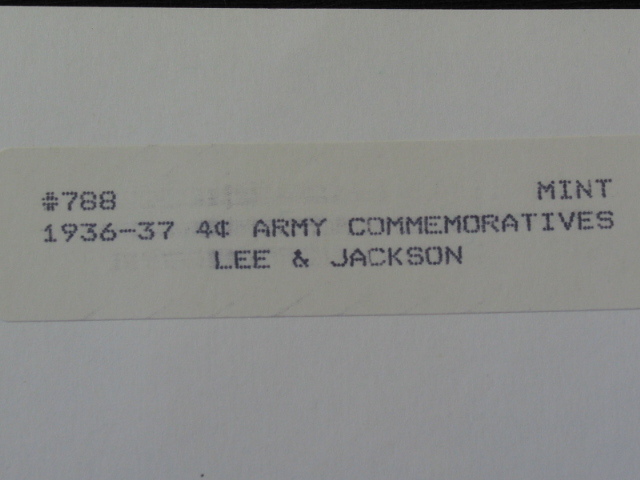 #788 MINT
1936-37 4¢ ARMY COMMEMORATIVES
LEE & JACKSON